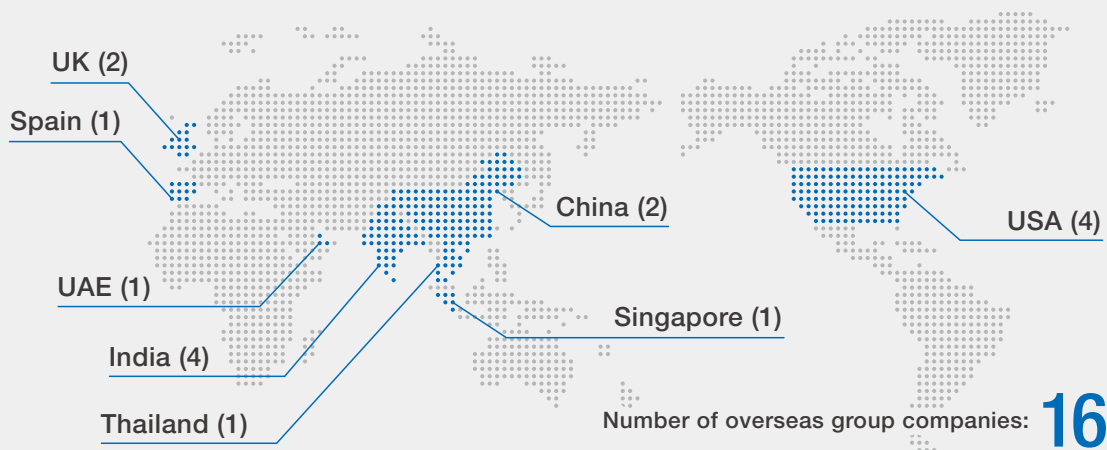 UK (2)
Spain (1)
China (2)
USA (4)
UAE (1)
Singapore (1)
India (4)
Thailand (1)
Number of overseas group companies: 16